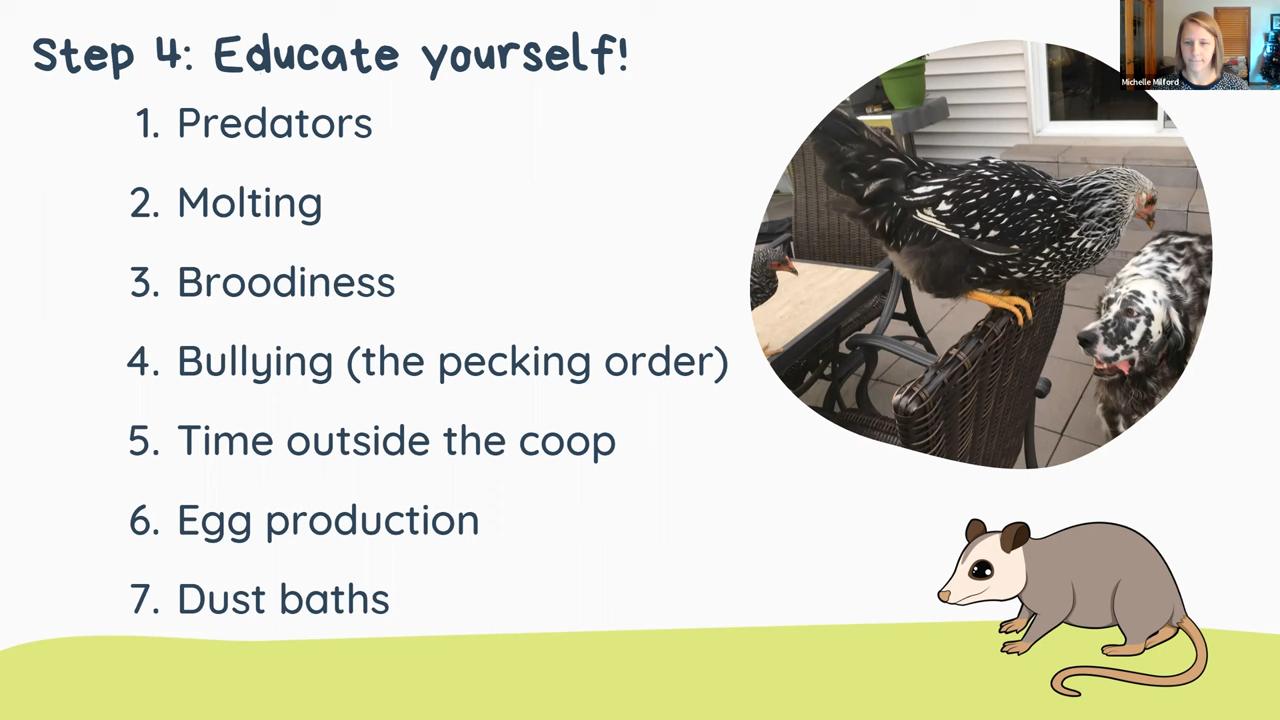 Step 4: Educate yourself!
1. Predators
2. Molting
3. Broodiness
4. Bullying (the pecking order)
5. Time outside the coop
6. Egg production
7. Dust baths
Michelle Milford